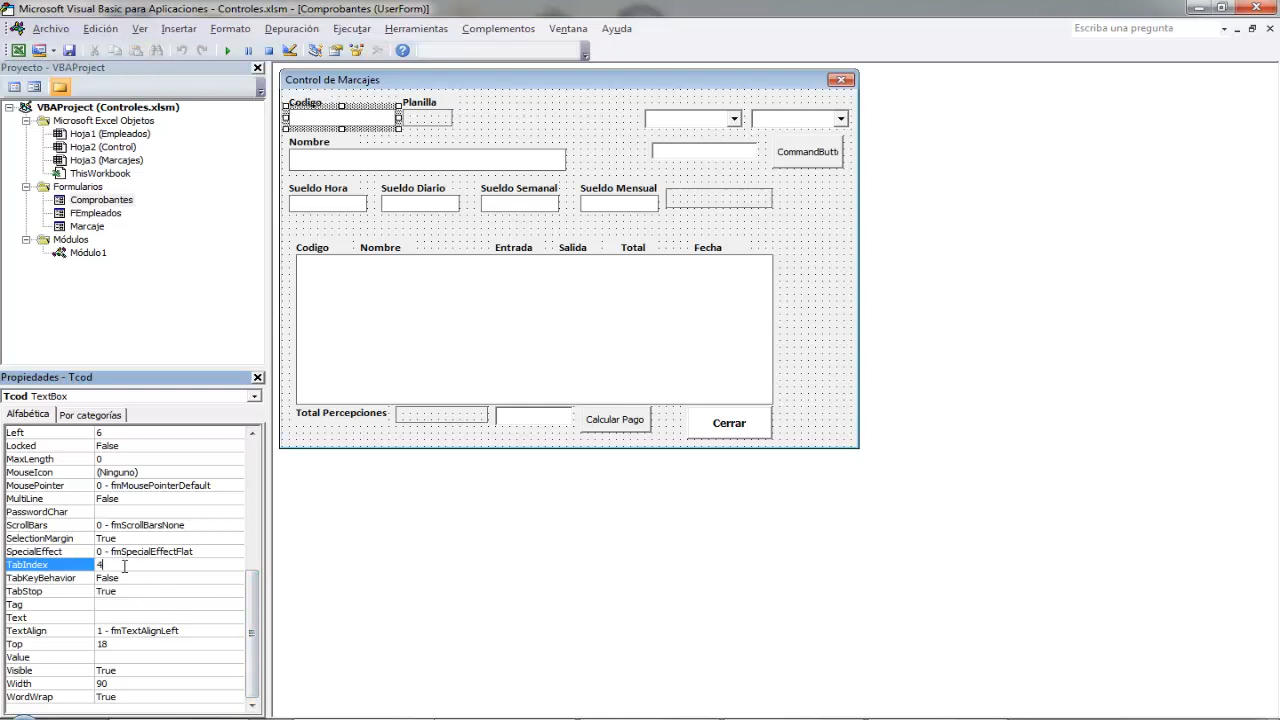 Microsoft Visual Basic para Aplicaciones - Controles.xlsm - [Comprobantes (UserForm)]
Archivo Edición Ver Insertar Formato Depuración Ejecutar Herramientas Complementos Ventana Ayuda
Escriba una pregunta
Proyecto - VBAProject
VBAProject (Controles.xlsm)
Microsoft Excel Objetos
Hoja1 (Empleados)
Hoja2 (Control)
Hoja3 (Marcajes)
ThisWorkbook
Formularios
Comprobantes
FEmpleados
Marcaje
Módulos
Módulo1
Propiedades - Tcod
Tcod TextBox
Alfabética Por categorías
Left 6
Locked False
MaxLength 0
MouseIcon (Ninguno)
MousePointer 0 - fmMousePointerDefault
MultiLine False
PasswordChar
ScrollBars 0 - fmScrollBarsNone
SelectionMargin True
SpecialEffect 0 - fmSpecialEffectFlat
TabIndex 4
TabKeyBehavior False
TabStop True
Tag
Text
TextAlign 1 - fmTextAlignLeft
Top 18
Value
Visible True
Width 90
WordWrap True
Control de Marcajes
Codigo Planilla
Nombre
CommandButt
Sueldo Hora Sueldo Diario Sueldo Semanal Sueldo Mensual
Codigo Nombre Entrada Salida Total Fecha
Total Percepciones Calcular Pago Cerrar